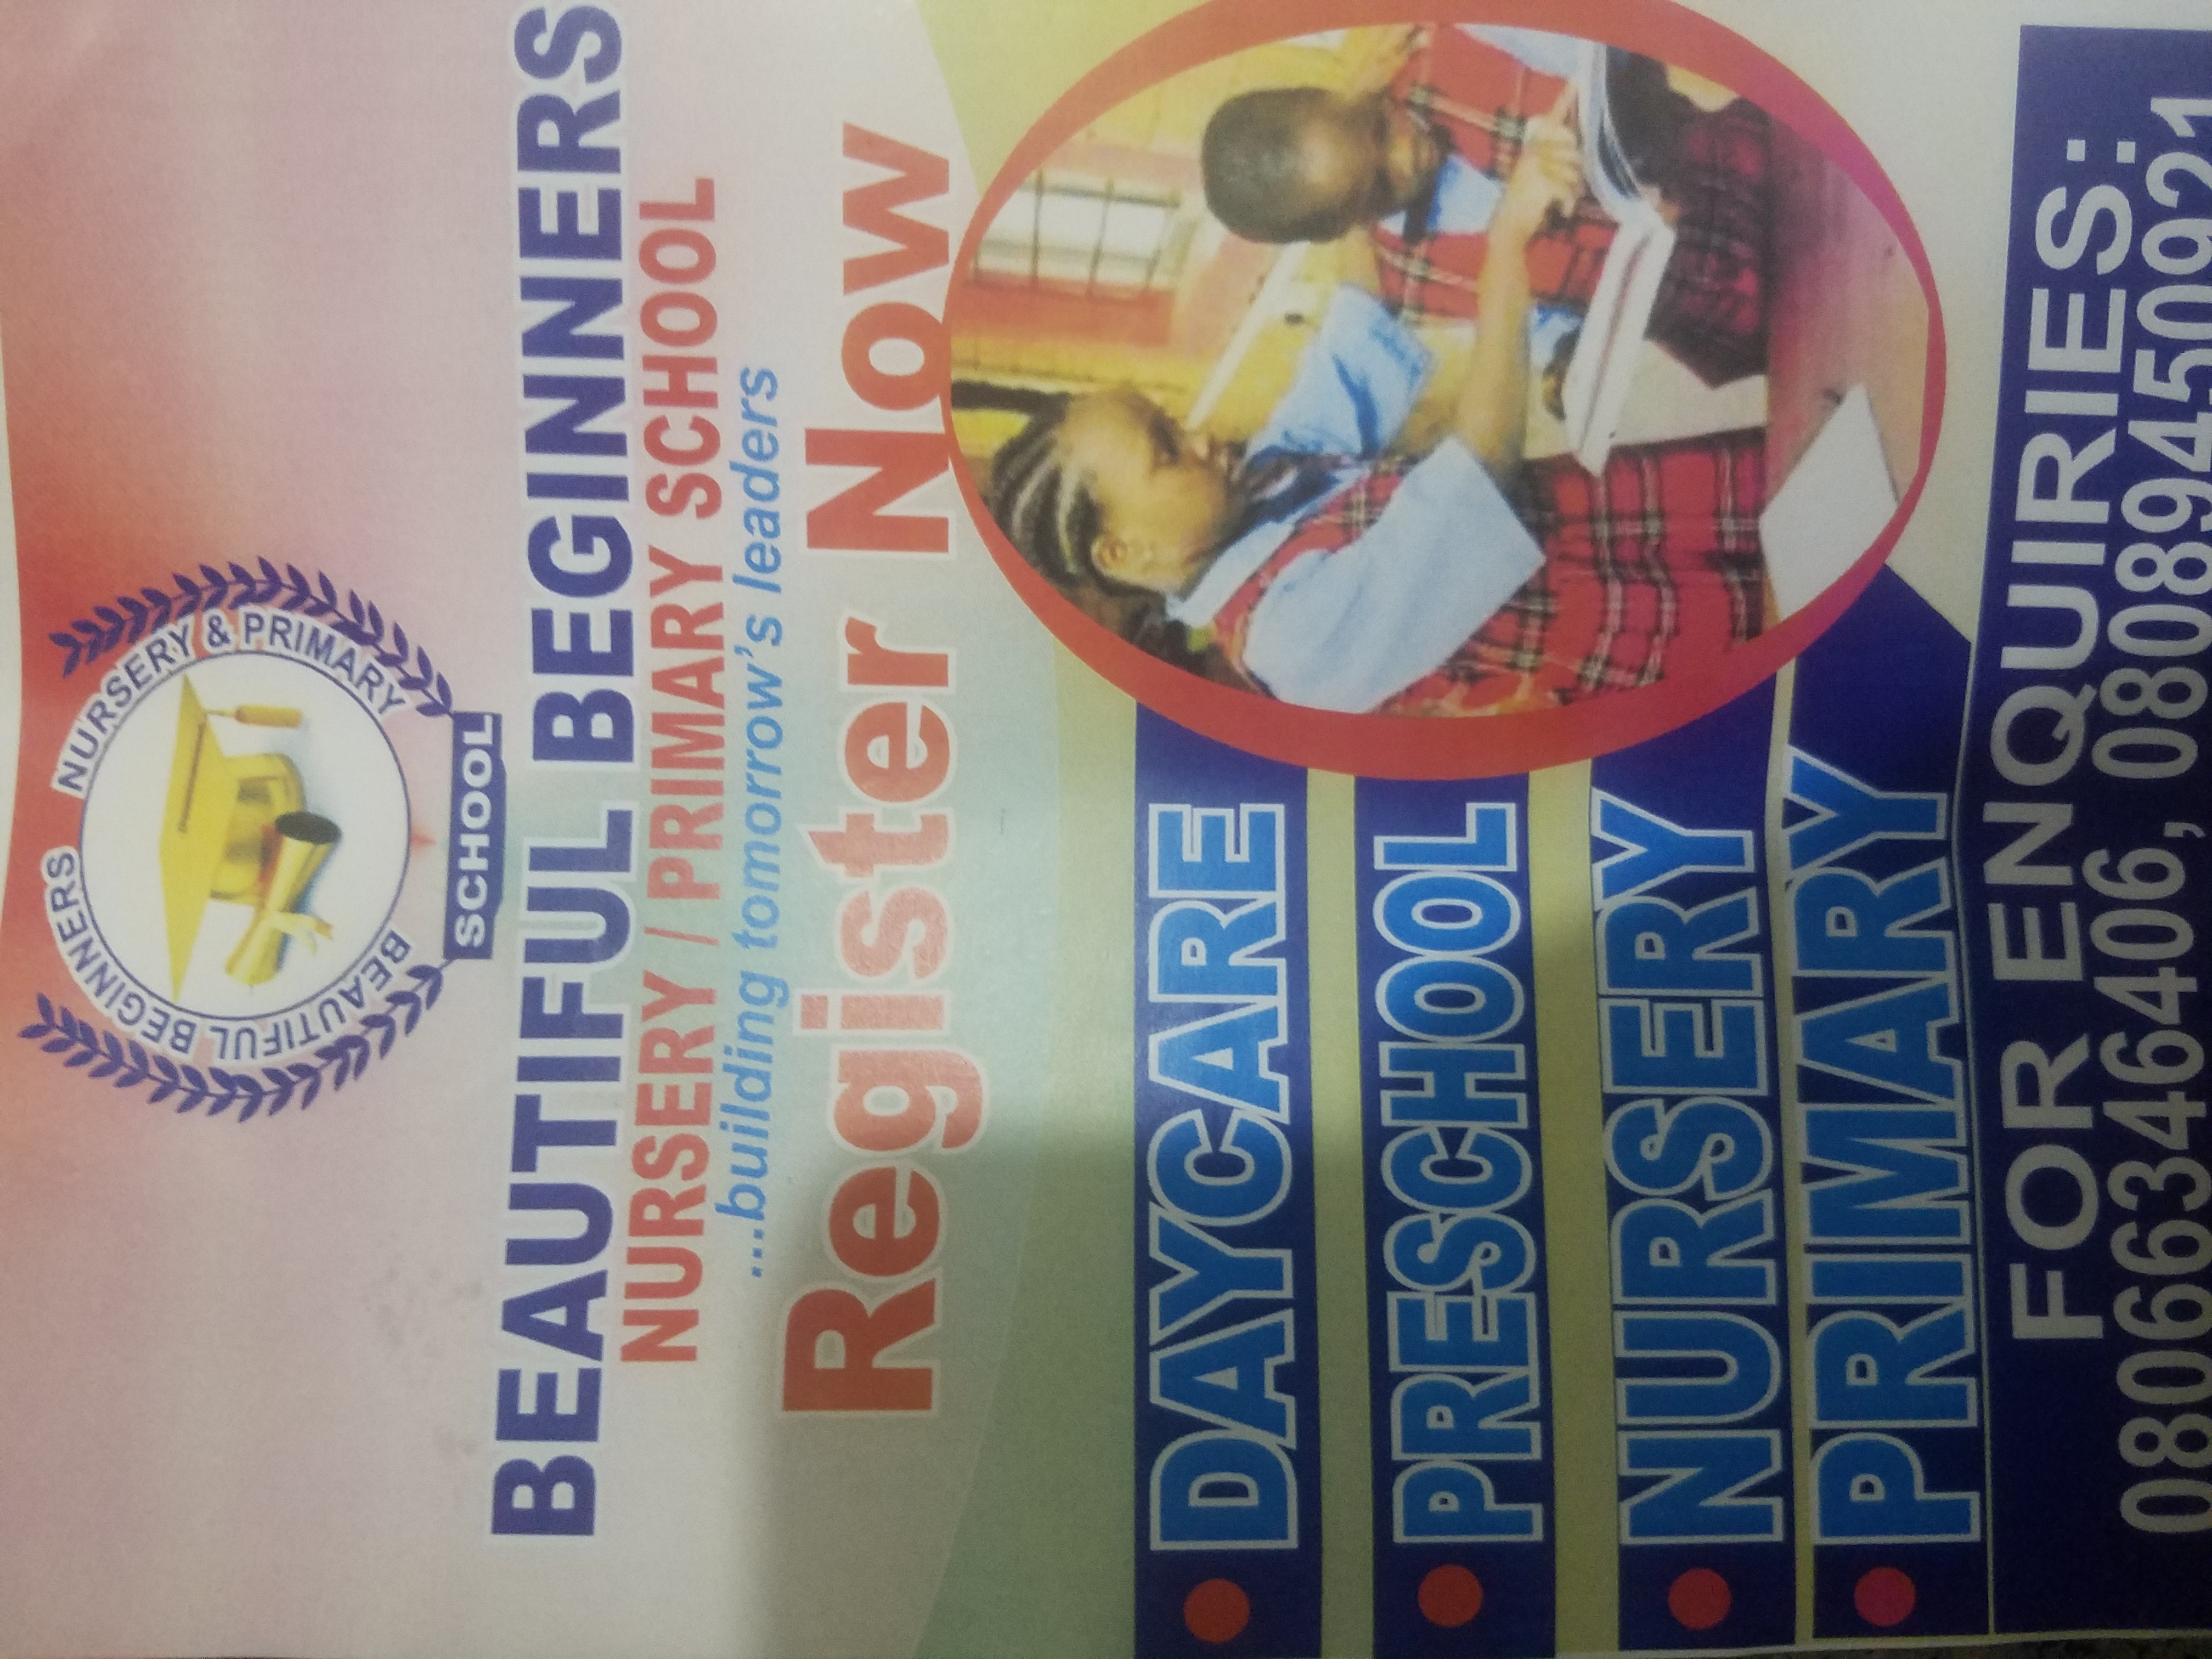 BEAUTIFUL BEGINNERS NURSERY & PRIMARY
SCHOOL
BEAUTIFUL BEGINNERS
NURSERY / PRIMARY SCHOOL
...building tomorrow's leaders
Register Now
DAYCARE
PRESCHOOL
NURSERY
PRIMARY
FOR ENQUIRIES:
08066346406, 08089450921